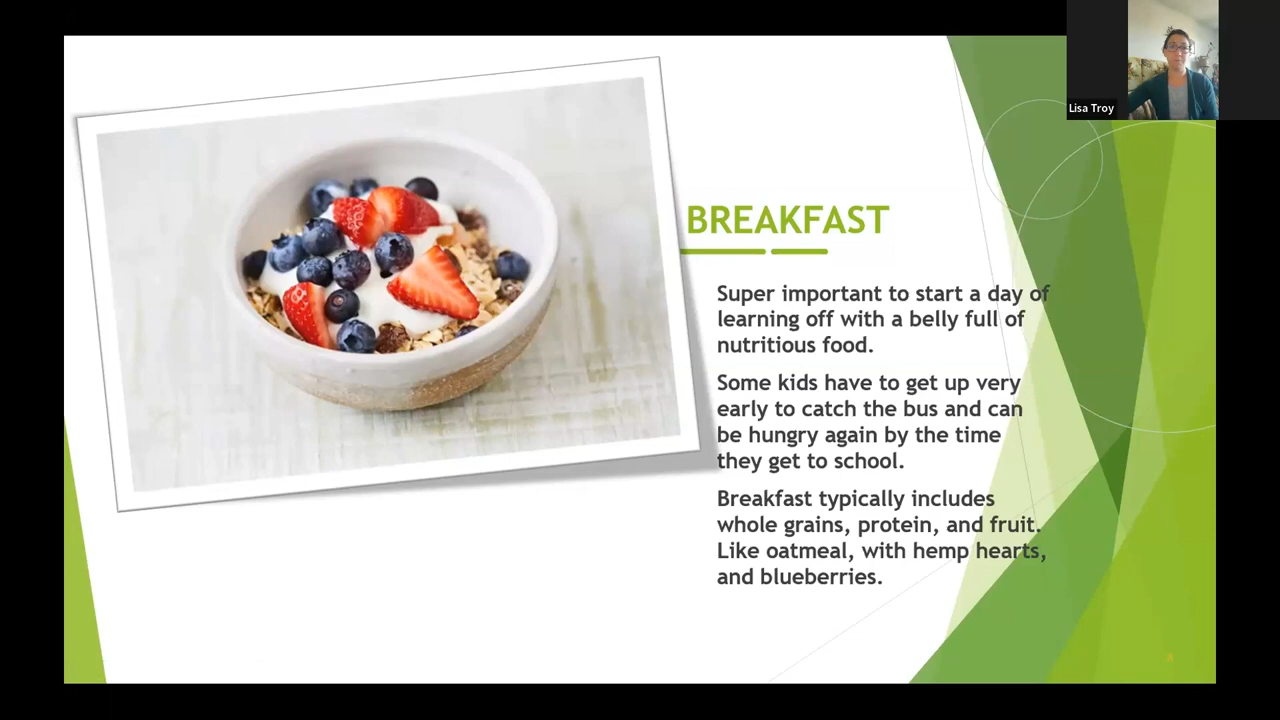 Lisa Troy
BREAKFAST
Super important to start a day of
learning off with a belly full of
nutritious food.
Some kids have to get up very
early to catch the bus and can
be hungry again by the time
they get to school.
Breakfast typically includes
whole grains, protein, and fruit.
Like oatmeal, with hemp hearts,
and blueberries.